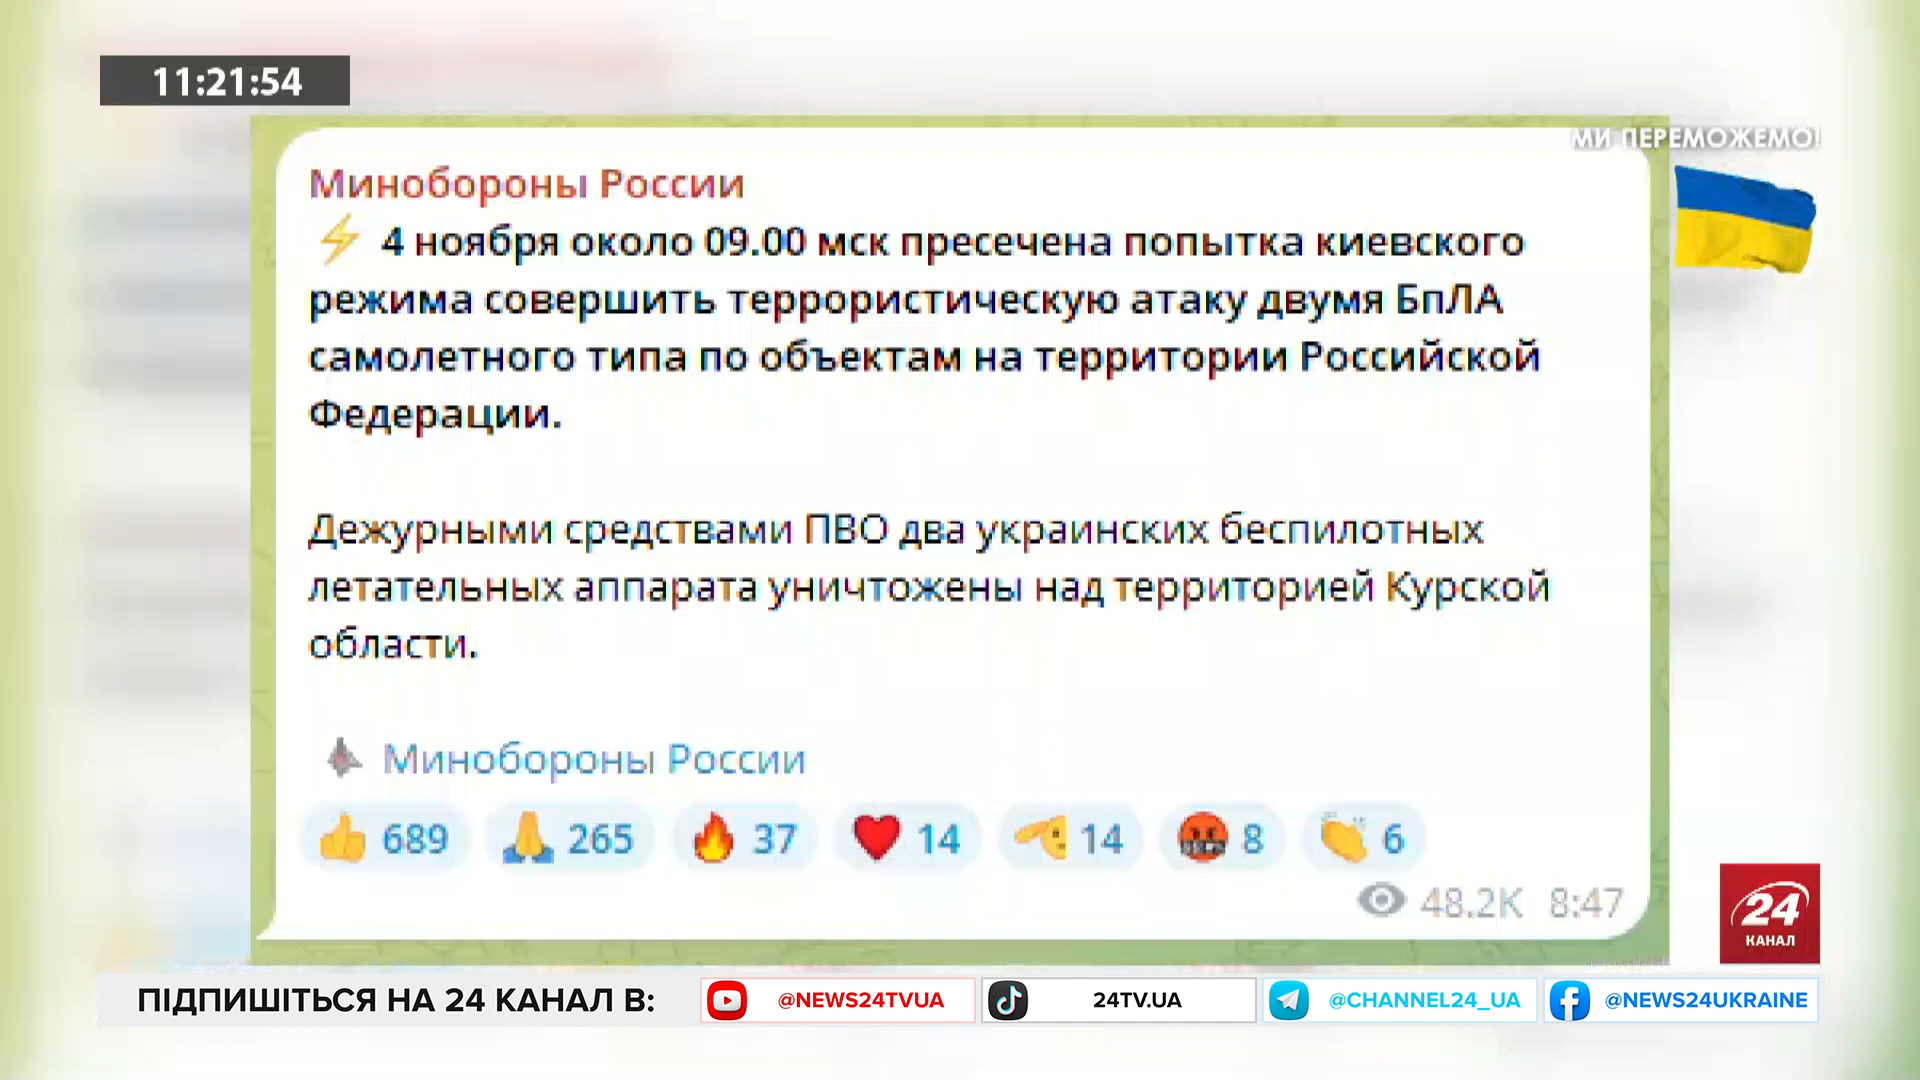 11:21:54
МИ ПЕРЕМОЖЕМО!
Минобороны России
⚡ 4 ноября около 09.00 мск пресечена попытка киевского
режима совершить террористическую атаку двумя БпЛА
самолетного типа по объектам на территории Российской
Федерации.
Дежурными средствами ПВО два украинских беспилотных
летательных аппарата уничтожены над территорией Курской
области.
Минобороны России
👍 689 🙏 265 🔥 37 ❤ 14 🫡 14 🤬 8 👏 6
48.2K 8:47
24
КАНАЛ
ПІДПИШІТЬСЯ НА 24 КАНАЛ В: @NEWS24TVUA 24TV.UA @CHANNEL24_UA @NEWS24UKRAINE